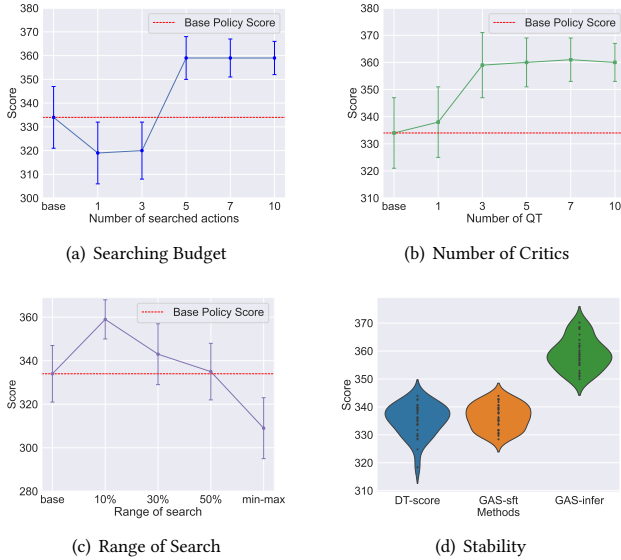 380
370
360
350
340
330
320
310
300
Score
Base Policy Score
base
1
3
5
7
10
Number of searched actions
(a) Searching Budget
380
370
360
350
340
330
320
310
Score
Base Policy Score
base
1
3
5
7
10
Number of QT
(b) Number of Critics
360
340
320
300
280
Score
Base Policy Score
base
10%
30%
50%
min-max
Range of search
(c) Range of Search
370
360
350
340
330
320
310
Score
DT-score
GAS-sft
GAS-infer
Methods
(d) Stability